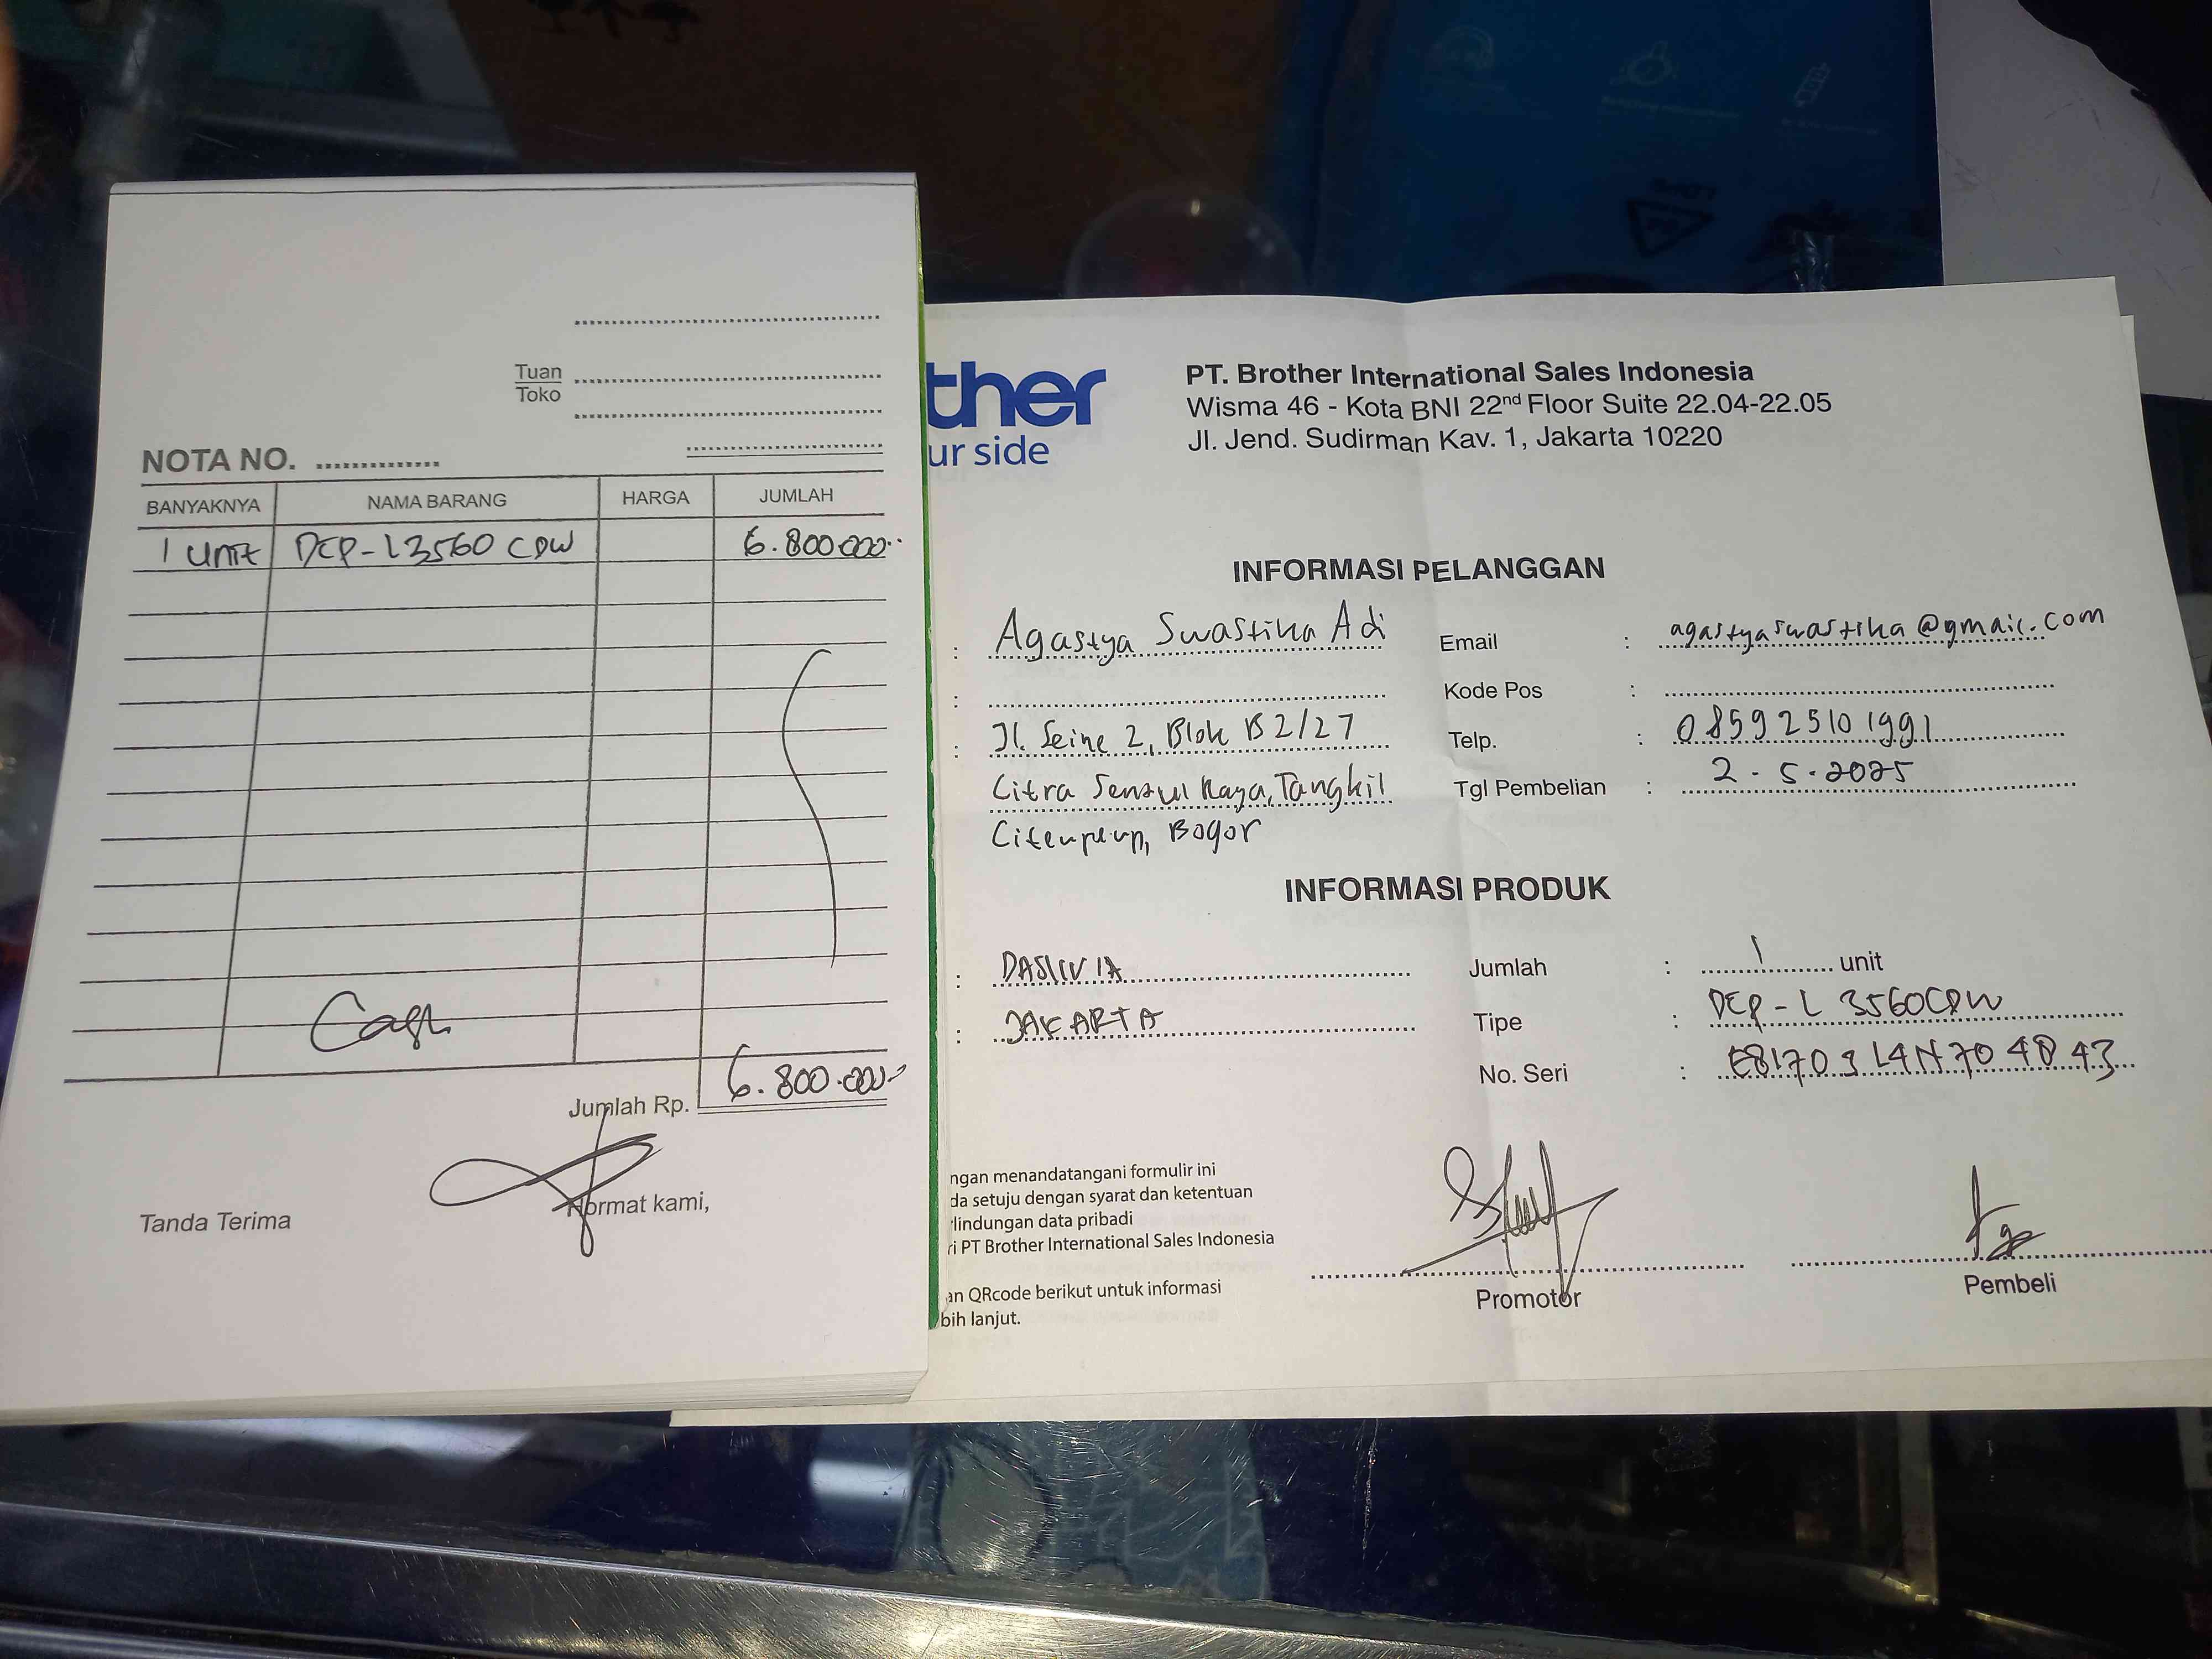 Tuan
Toko
NOTA NO.
BANYAKNYA NAMA BARANG HARGA JUMLAH
1 Unit DCP-L3560 CDW 6.800.000
Cash
Jumlah Rp. 6.800.000
Tanda Terima Hormat kami,
ther
ur side
PT. Brother International Sales Indonesia
Wisma 46 - Kota BNI 22nd Floor Suite 22.04-22.05
Jl. Jend. Sudirman Kav. 1, Jakarta 10220
INFORMASI PELANGGAN
: Agastya Swastika Adi Email : agastyaswastika@gmail.com
: Kode Pos :
: Jl. Seine 2, Blok B2/27 Telp. : 085925101991
Citra Sentul Raya, Tangkil Tgl Pembelian : 2-5-2025
Citeureup, Bogor
INFORMASI PRODUK
: Jumlah : 1 unit
: JAKARTA Tipe : DCP-L3560CDW
No. Seri :
ngan menandatangani formulir ini
da setuju dengan syarat dan ketentuan
lindungan data pribadi
ri PT Brother International Sales Indonesia
an QRcode berikut untuk informasi
bih lanjut.
Promotor Pembeli